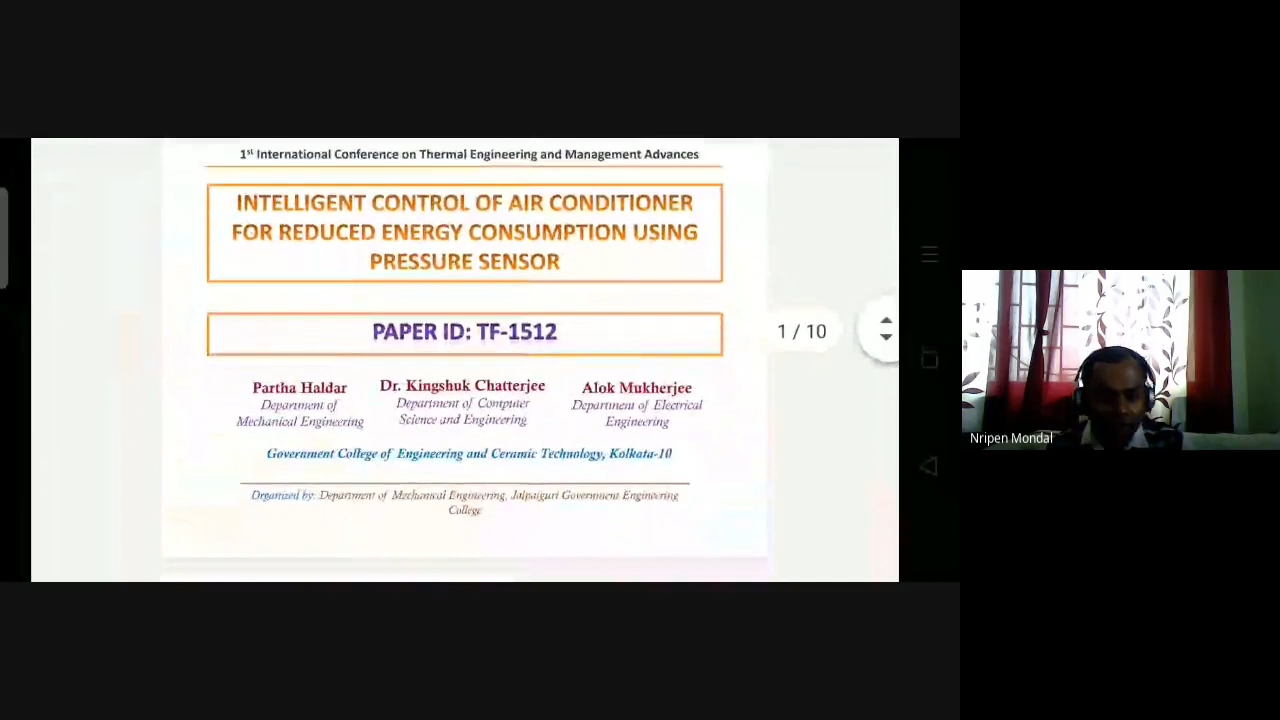 1st International Conference on Thermal Engineering and Management Advances
INTELLIGENT CONTROL OF AIR CONDITIONER
FOR REDUCED ENERGY CONSUMPTION USING
PRESSURE SENSOR
PAPER ID: TF-1512
1 / 10
Partha Haldar
Department of
Mechanical Engineering
Dr. Kingshuk Chatterjee
Department of Computer
Science and Engineering
Alok Mukherjee
Department of Electrical
Engineering
Government College of Engineering and Ceramic Technology, Kolkata-10
Organized by: Department of Mechanical Engineering, Jalpaiguri Government Engineering
College
Nripen Mondal